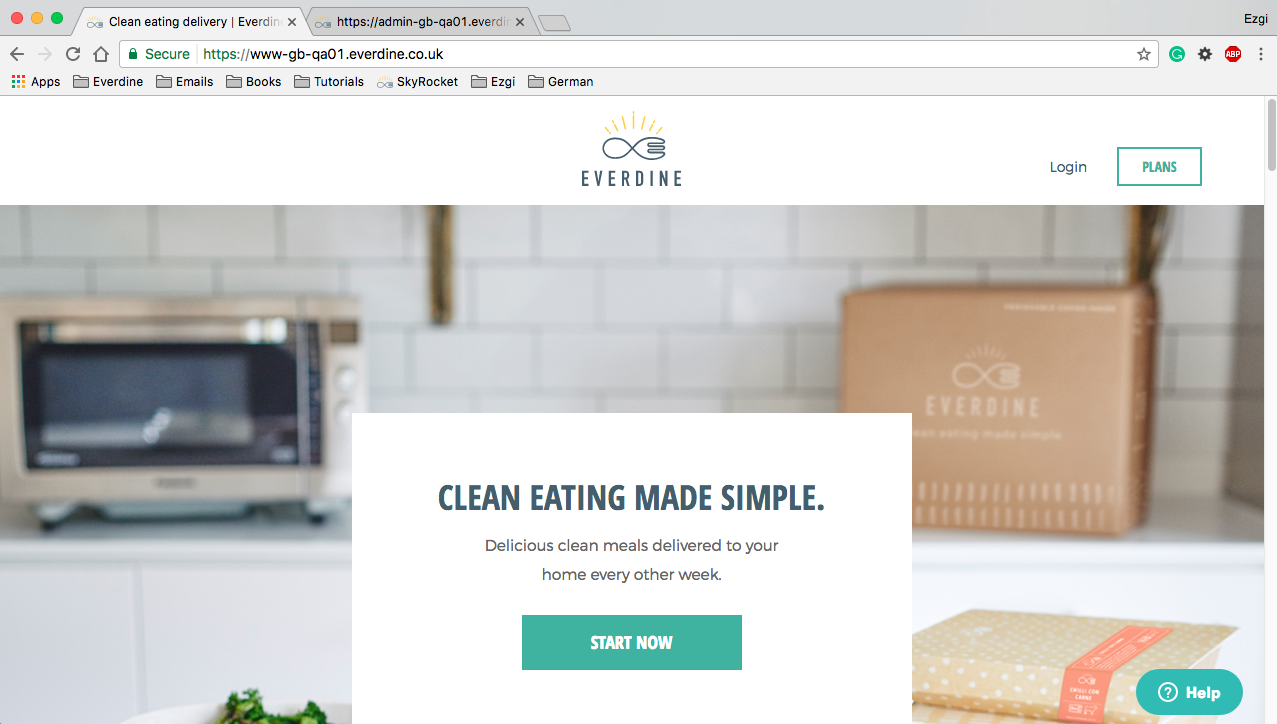 Clean eating delivery | Everdin
https://admin-gb-qa01.everdin
Ezgi
Secure https://www-gb-qa01.everdine.co.uk
ABP
Apps Everdine Emails Books Tutorials SkyRocket Ezgi German
EVERDINE
Login
PLANS
EVERDINE
clean eating made simple
CLEAN EATING MADE SIMPLE.
Delicious clean meals delivered to your
home every other week.
START NOW
CHILLI CON
CARNE
? Help